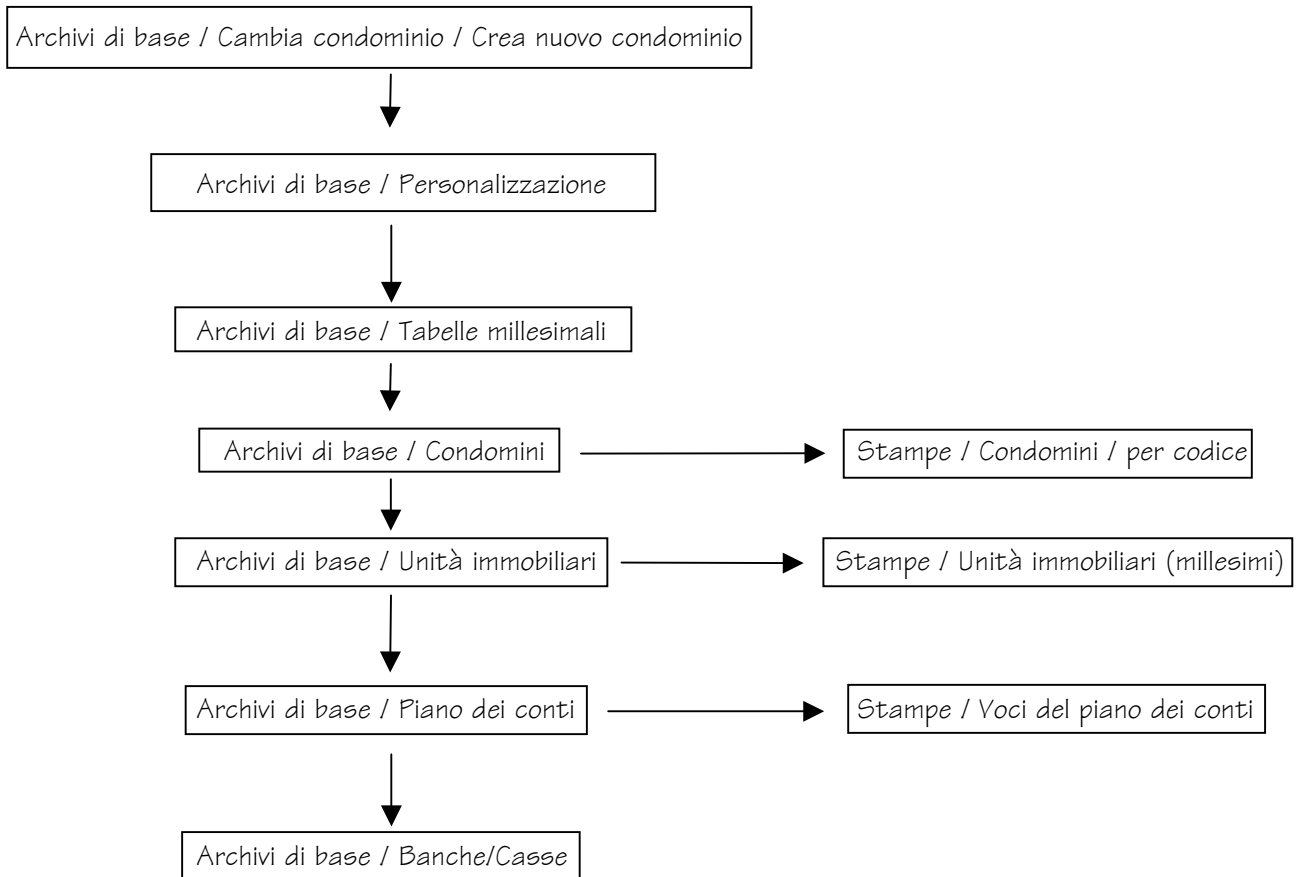 Archivi di base / Cambia condominio / Crea nuovo condominio
Archivi di base / Personalizzazione
Archivi di base / Tabelle millesimali
Archivi di base / Condomini
Stampe / Condomini / per codice
Archivi di base / Unità immobiliari
Stampe / Unità immobiliari (millesimi)
Archivi di base / Piano dei conti
Stampe / Voci del piano dei conti
Archivi di base / Banche/Casse